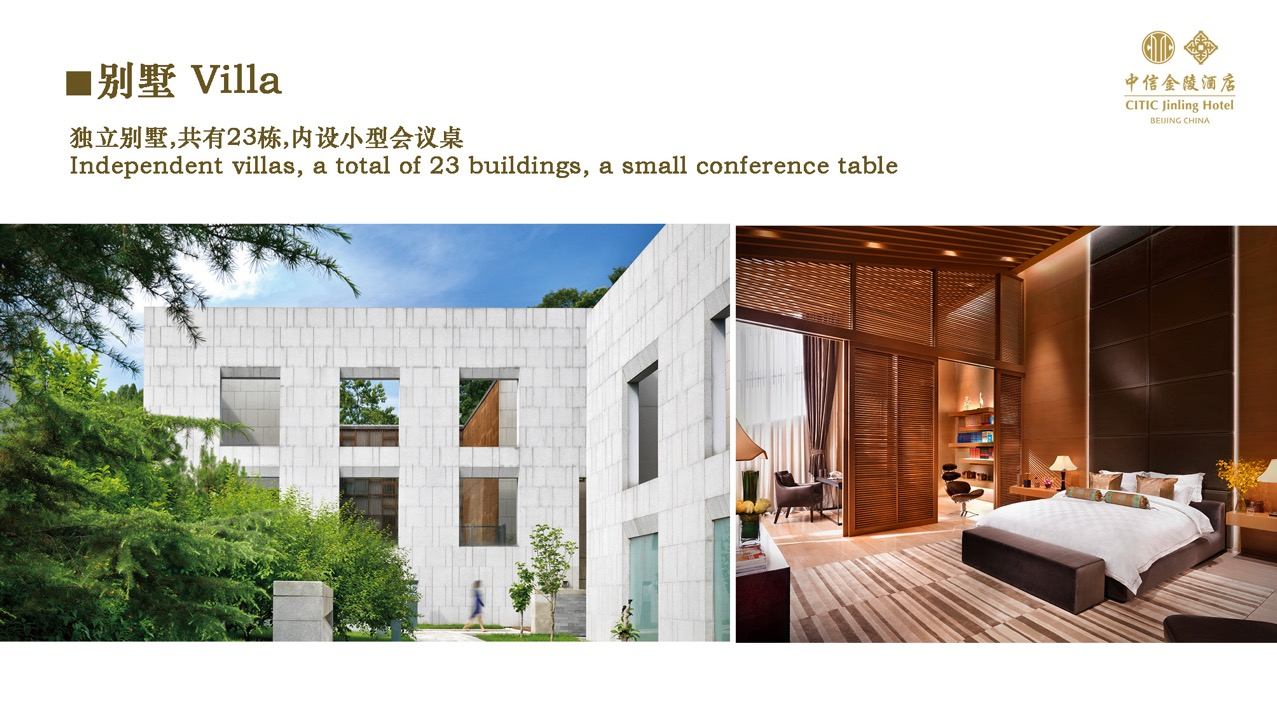 ■别墅 Villa
独立别墅,共有23栋,内设小型会议桌
Independent villas, a total of 23 buildings, a small conference table
中信金陵酒店
CITIC Jinling Hotel
BEIJING CHINA